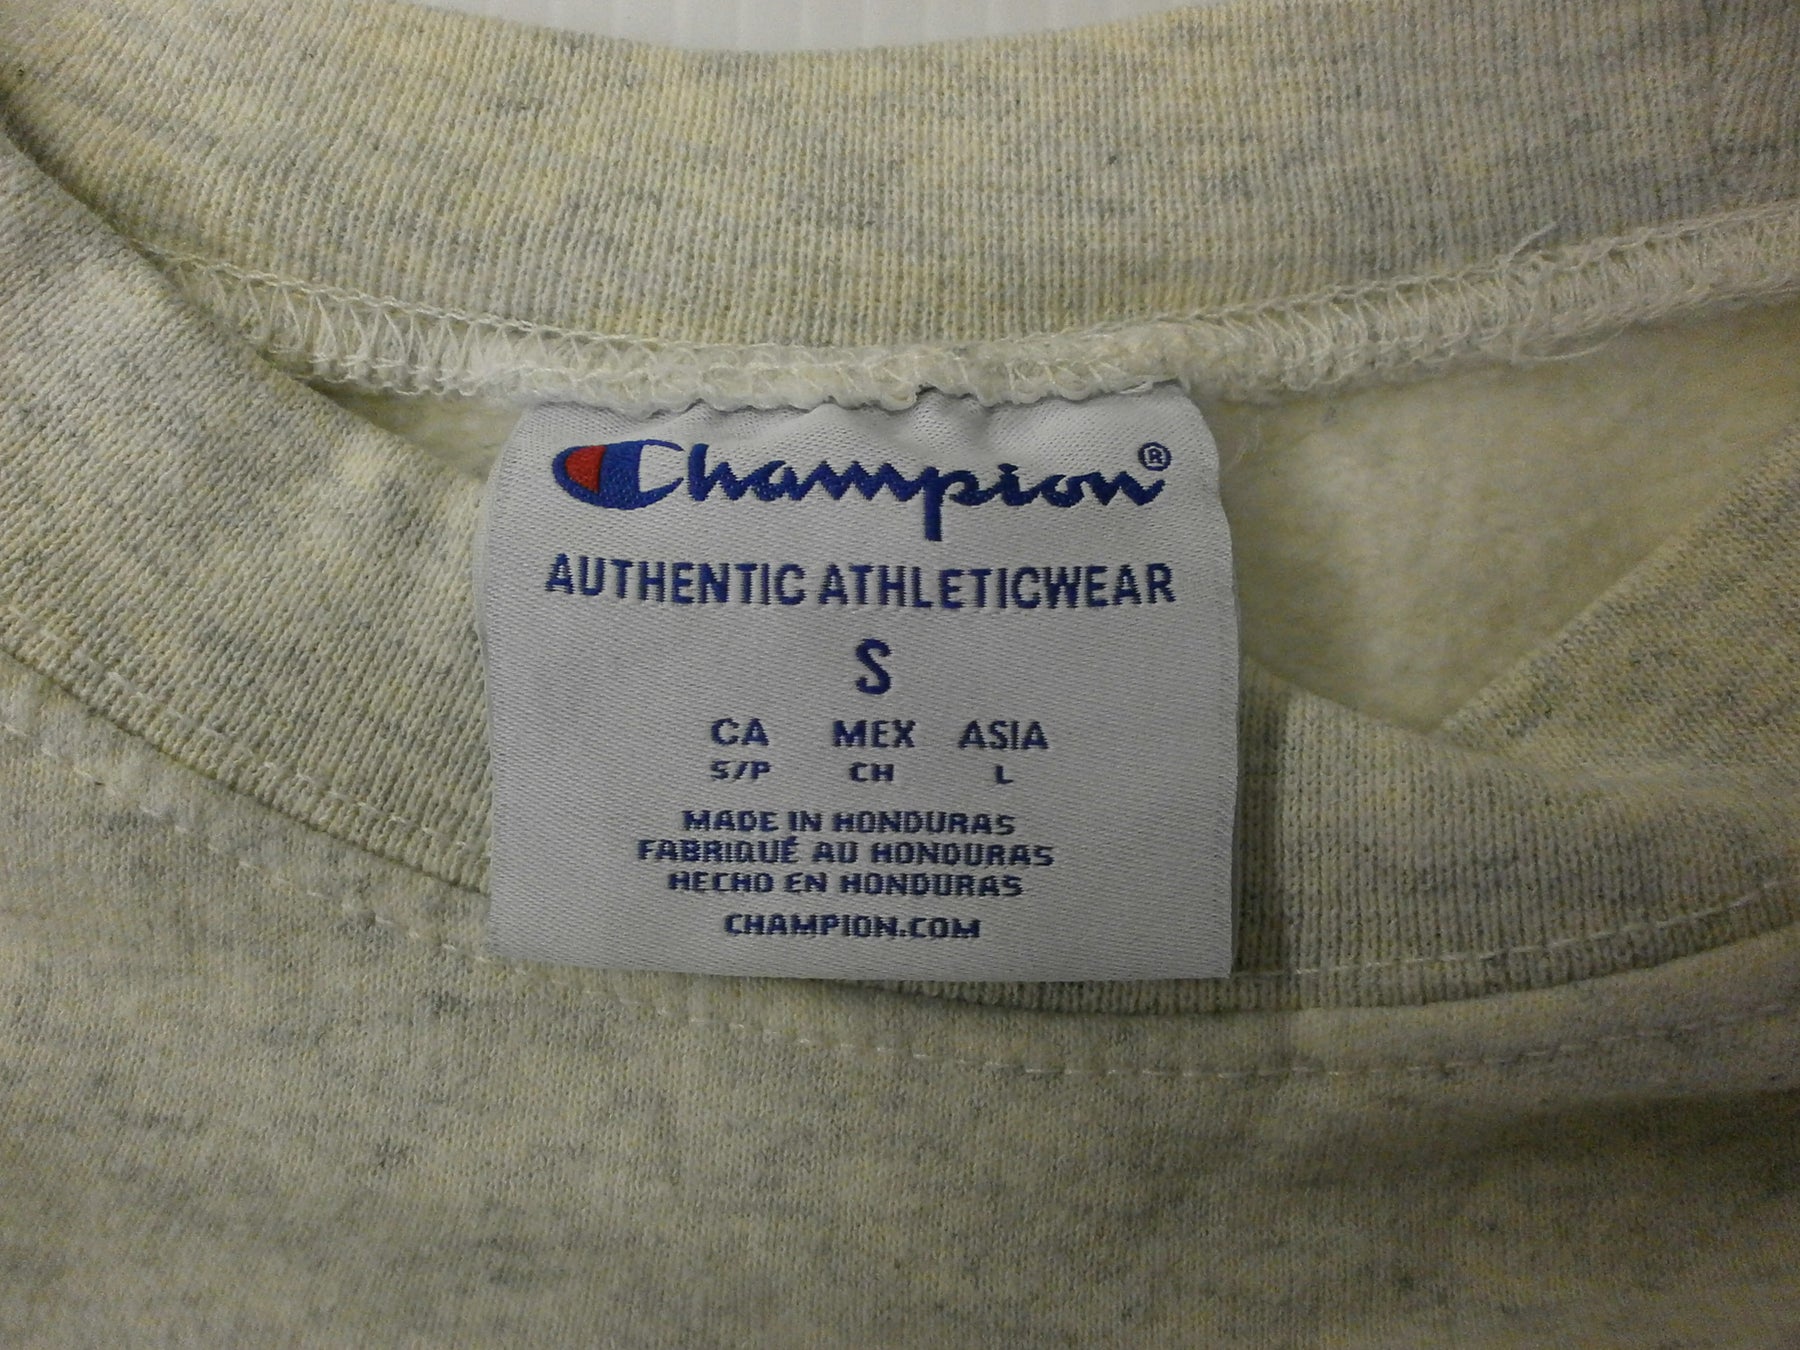 Champion®
AUTHENTIC ATHLETICWEAR
S
CA MEX ASIA
S/P CH L
MADE IN HONDURAS
FABRIQUÉ AU HONDURAS
HECHO EN HONDURAS
CHAMPION.COM